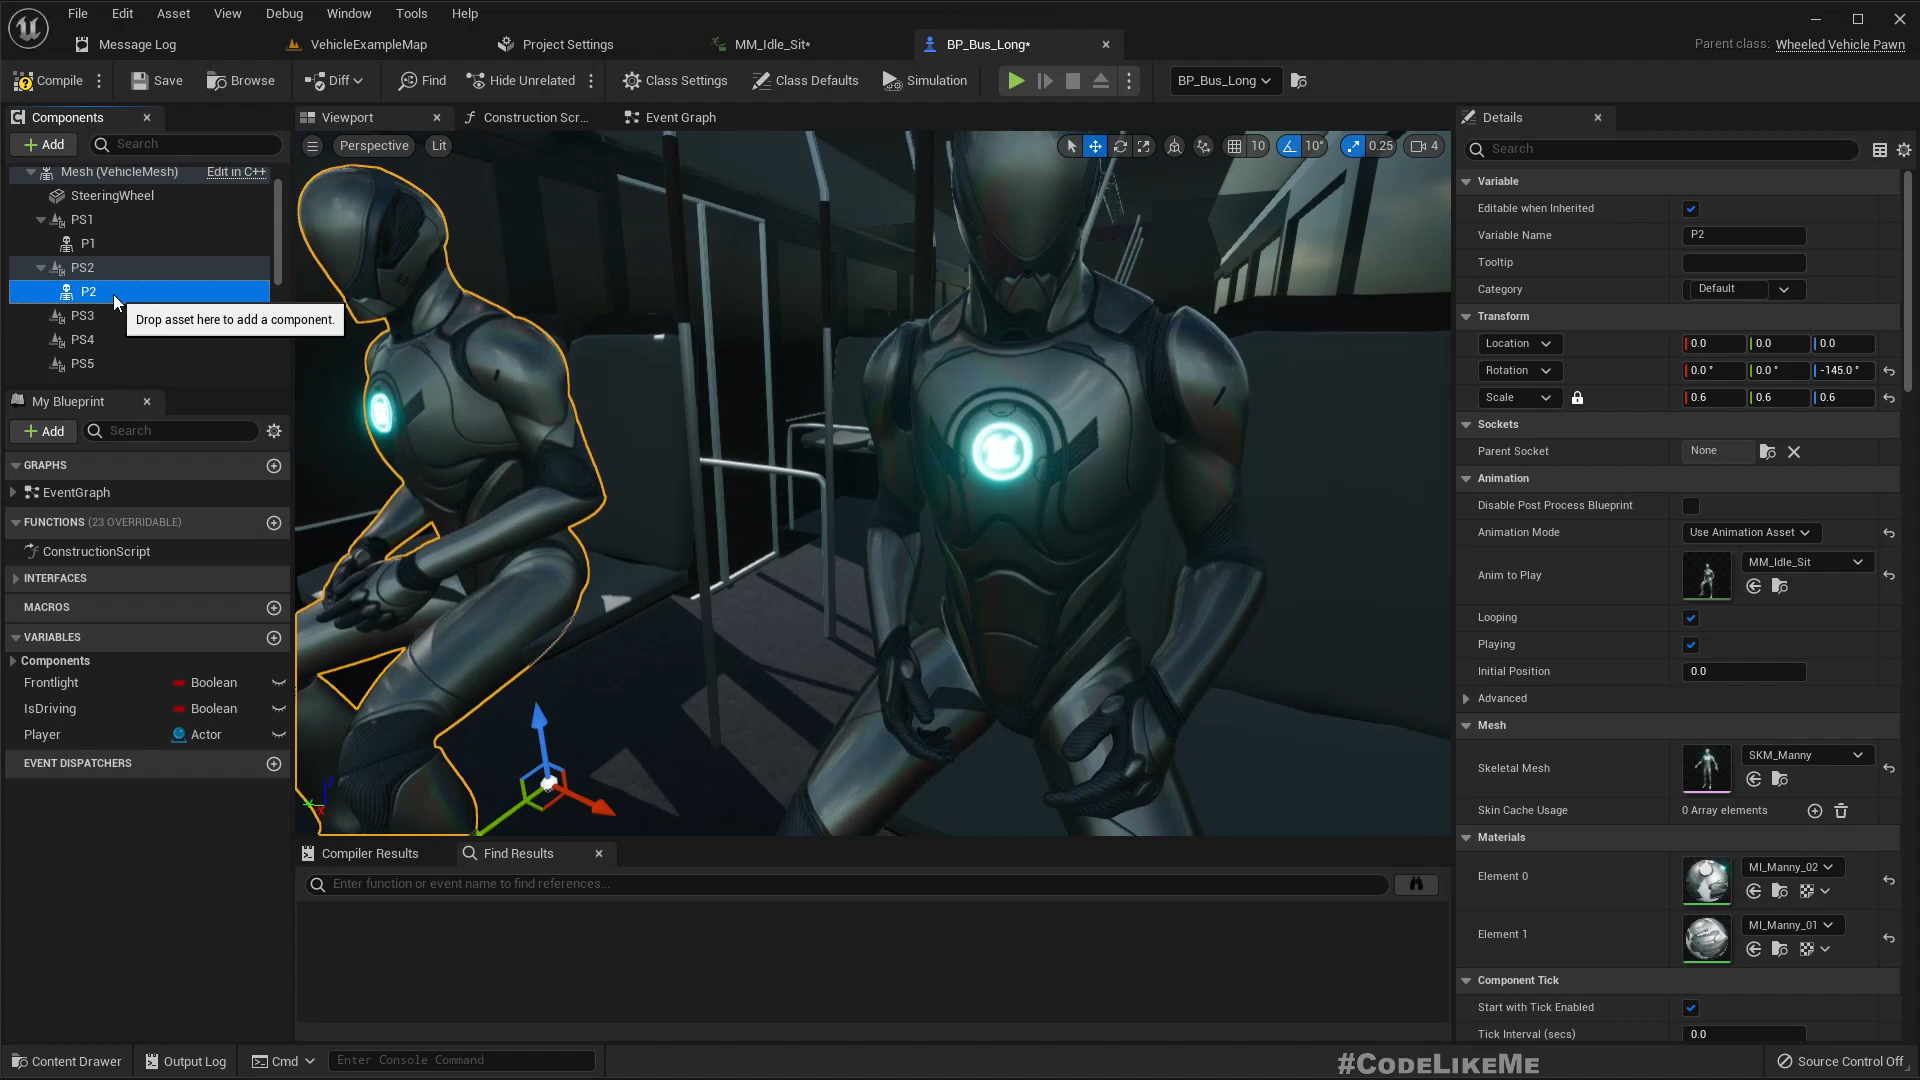 File Edit Asset View Debug Window Tools Help
Message Log VehicleExampleMap Project Settings MM_Idle_Sit* BP_Bus_Long* Parent class: Wheeled Vehicle Pawn
Compile Save Browse Diff Find Hide Unrelated Class Settings Class Defaults Simulation BP_Bus_Long
Components Viewport Construction Scr... Event Graph Details
Add Search Perspective Lit 10 10° 0.25 4 Search
Mesh (VehicleMesh) Edit in C++
SteeringWheel
PS1
P1
PS2
P2
Drop asset here to add a component.
PS3
PS4
PS5
My Blueprint
Add Search
GRAPHS
EventGraph
FUNCTIONS (23 OVERRIDABLE)
ConstructionScript
INTERFACES
MACROS
VARIABLES
Components
Frontlight Boolean
IsDriving Boolean
Player Actor
EVENT DISPATCHERS
Variable
Editable when Inherited
Variable Name P2
Tooltip
Category Default
Transform
Location 0.0 0.0 0.0
Rotation 0.0 ° 0.0 ° -145.0 °
Scale 0.6 0.6 0.6
Sockets
Parent Socket None
Animation
Disable Post Process Blueprint
Animation Mode Use Animation Asset
Anim to Play MM_Idle_Sit
Looping
Playing
Initial Position 0.0
Advanced
Mesh
Skeletal Mesh SKM_Manny
Skin Cache Usage 0 Array elements
Materials
Element 0 MI_Manny_02
Element 1 MI_Manny_01
Component Tick
Start with Tick Enabled
Tick Interval (secs) 0.0
Compiler Results Find Results
Enter function or event name to find references...
Content Drawer Output Log Cmd Enter Console Command #CODELIKEME Source Control Off